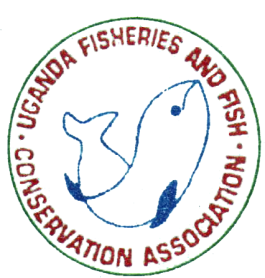 UGANDA FISHERIES AND FISH
· CONSERVATION ASSOCIATION ·